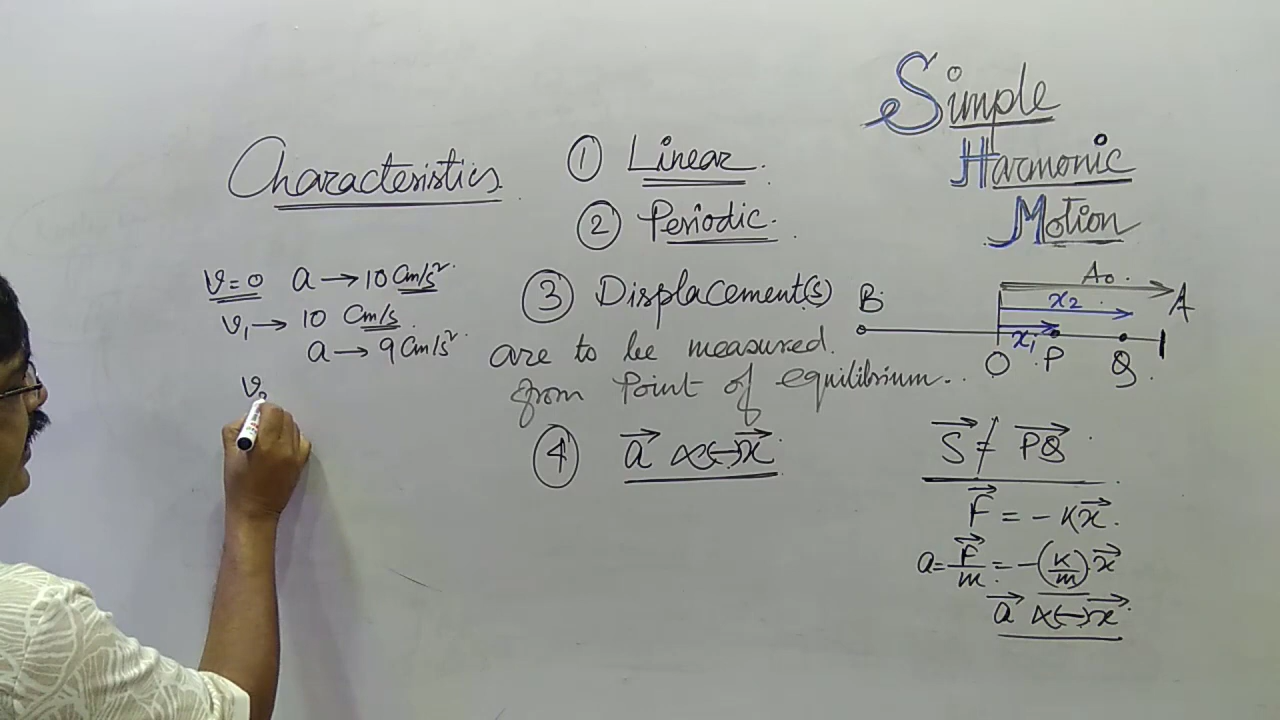 Simple
Harmonic
Motion
Characteristics.
① Linear.
② Periodic.
v=0 a → 10 cm/s².
v₁ → 10 cm/s.
a → 9 cm/s²
v₂
③ Displacement(s)
are to be measured.
from Point of equilibrium..
④ a⃗ ∝(-)x⃗
A₀.
B
x₂
A
x₁
O P Q.
S⃗ ≠ P⃗Q⃗
F⃗ = -Kx⃗.
a = F⃗/m = -(K/m)x⃗
a⃗ ∝(-)x⃗